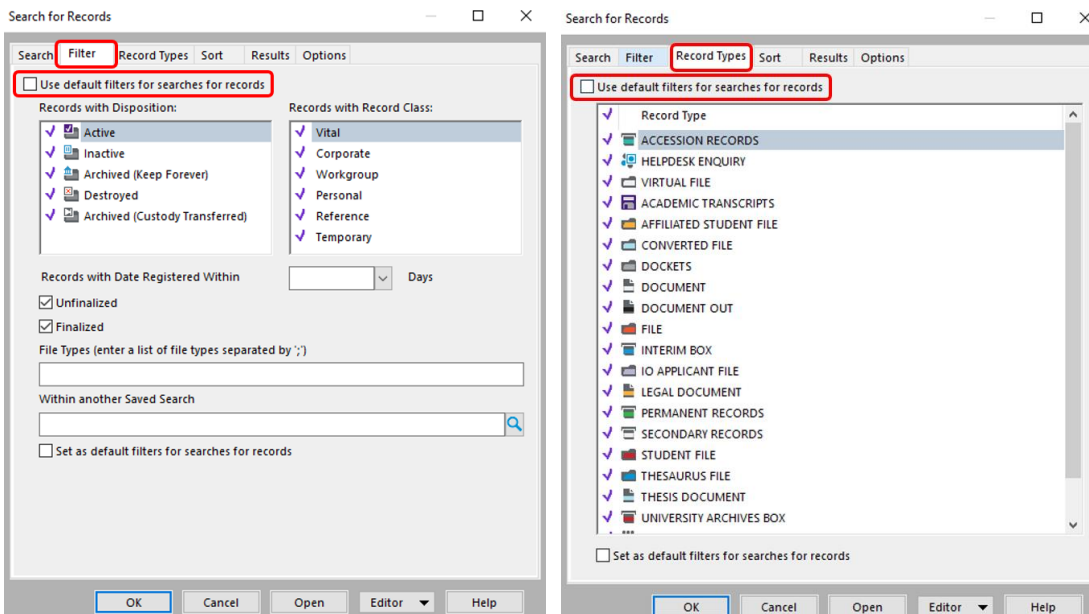 Search for Records
Search Filter Record Types Sort Results Options
Use default filters for searches for records
Records with Disposition: Records with Record Class:
Active Vital
Inactive Corporate
Archived (Keep Forever) Workgroup
Destroyed Personal
Archived (Custody Transferred) Reference
Temporary
Records with Date Registered Within Days
Unfinalized
Finalized
File Types (enter a list of file types separated by ';')
Within another Saved Search
Set as default filters for searches for records
OK Cancel Open Editor Help
Search for Records
Search Filter Record Types Sort Results Options
Use default filters for searches for records
Record Type
ACCESSION RECORDS
HELPDESK ENQUIRY
VIRTUAL FILE
ACADEMIC TRANSCRIPTS
AFFILIATED STUDENT FILE
CONVERTED FILE
DOCKETS
DOCUMENT
DOCUMENT OUT
FILE
INTERIM BOX
IO APPLICANT FILE
LEGAL DOCUMENT
PERMANENT RECORDS
SECONDARY RECORDS
STUDENT FILE
THESAURUS FILE
THESIS DOCUMENT
UNIVERSITY ARCHIVES BOX
Set as default filters for searches for records
OK Cancel Open Editor Help